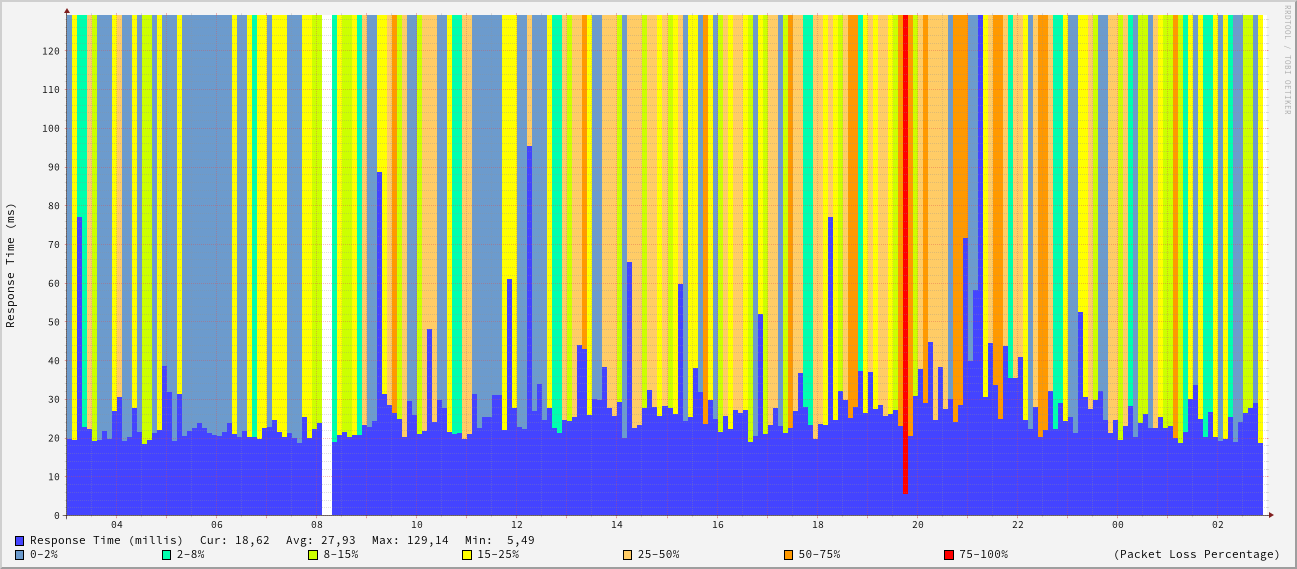 RRDTOOL / TOBI OETIKER
Response Time (ms)
120
110
100
90
80
70
60
50
40
30
20
10
0
04 06 08 10 12 14 16 18 20 22 00 02
Response Time (millis) Cur: 18,62 Avg: 27,93 Max: 129,14 Min: 5,49
0-2% 2-8% 8-15% 15-25% 25-50% 50-75% 75-100% (Packet Loss Percentage)